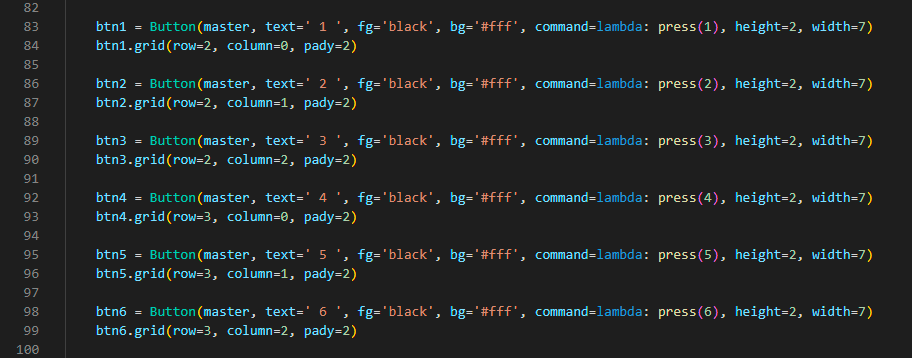 82
83 btn1 = Button(master, text=' 1 ', fg='black', bg='#fff', command=lambda: press(1), height=2, width=7)
84 btn1.grid(row=2, column=0, pady=2)
85
86 btn2 = Button(master, text=' 2 ', fg='black', bg='#fff', command=lambda: press(2), height=2, width=7)
87 btn2.grid(row=2, column=1, pady=2)
88
89 btn3 = Button(master, text=' 3 ', fg='black', bg='#fff', command=lambda: press(3), height=2, width=7)
90 btn3.grid(row=2, column=2, pady=2)
91
92 btn4 = Button(master, text=' 4 ', fg='black', bg='#fff', command=lambda: press(4), height=2, width=7)
93 btn4.grid(row=3, column=0, pady=2)
94
95 btn5 = Button(master, text=' 5 ', fg='black', bg='#fff', command=lambda: press(5), height=2, width=7)
96 btn5.grid(row=3, column=1, pady=2)
97
98 btn6 = Button(master, text=' 6 ', fg='black', bg='#fff', command=lambda: press(6), height=2, width=7)
99 btn6.grid(row=3, column=2, pady=2)
100